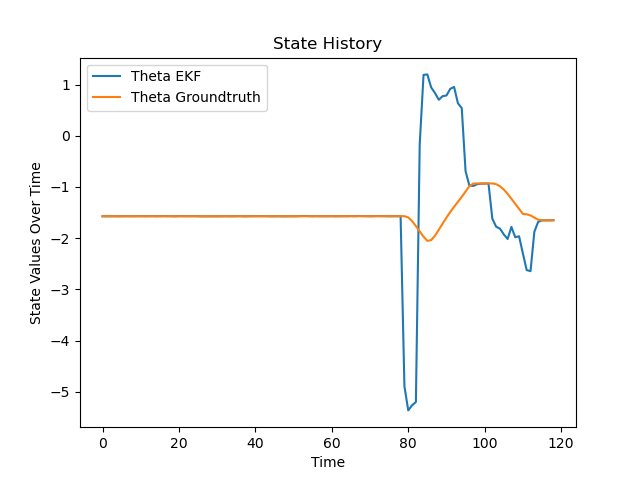 State History
Theta EKF
Theta Groundtruth
1
0
−1
−2
−3
−4
−5
State Values Over Time
0 20 40 60 80 100 120
Time